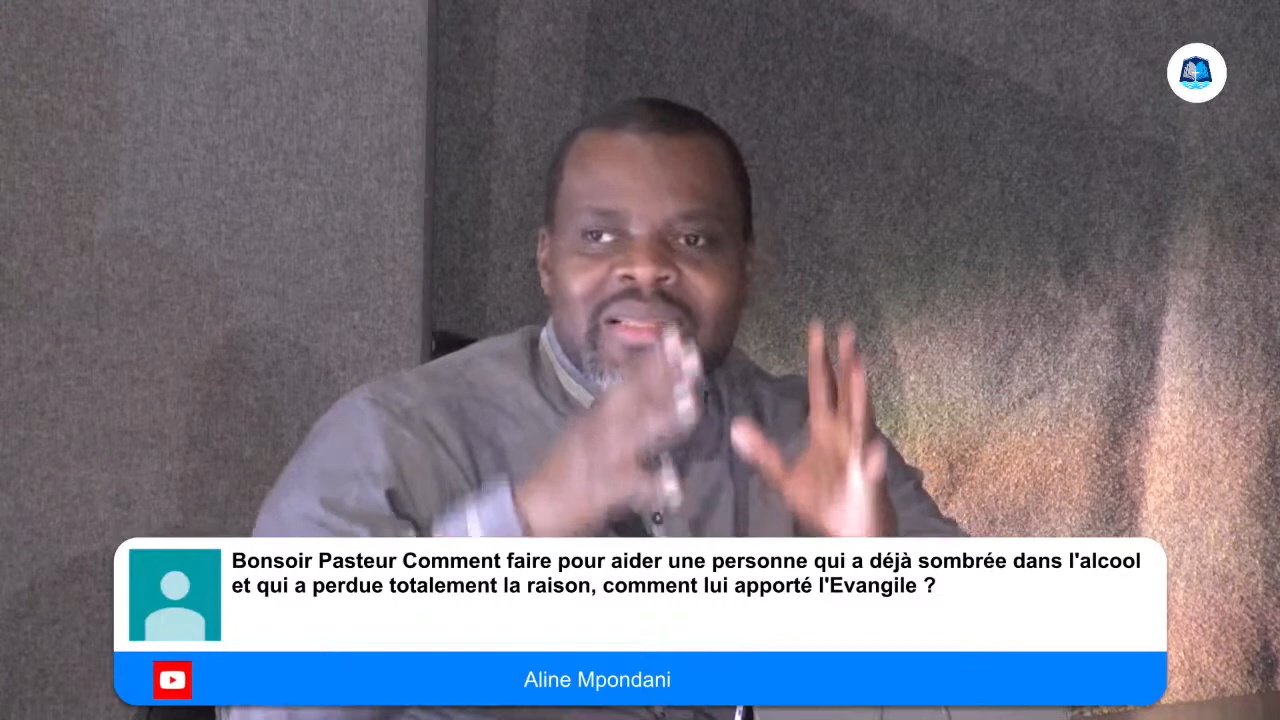 Bonsoir Pasteur Comment faire pour aider une personne qui a déjà sombrée dans l'alcool
et qui a perdue totalement la raison, comment lui apporté l'Evangile ?
Aline Mpondani